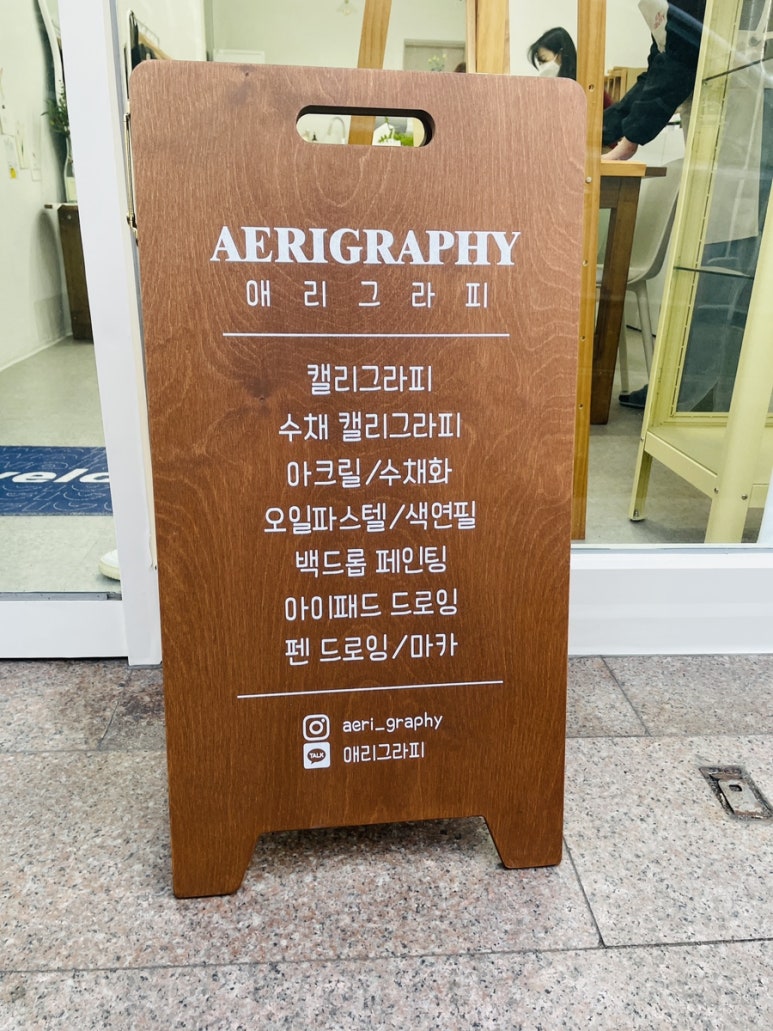 AERIGRAPHY
애리그라피
캘리그라피
수채 캘리그라피
아크릴/수채화
오일파스텔/색연필
백드롭 페인팅
아이패드 드로잉
펜 드로잉/마카
aeri_graphy
TALK
애리그라피